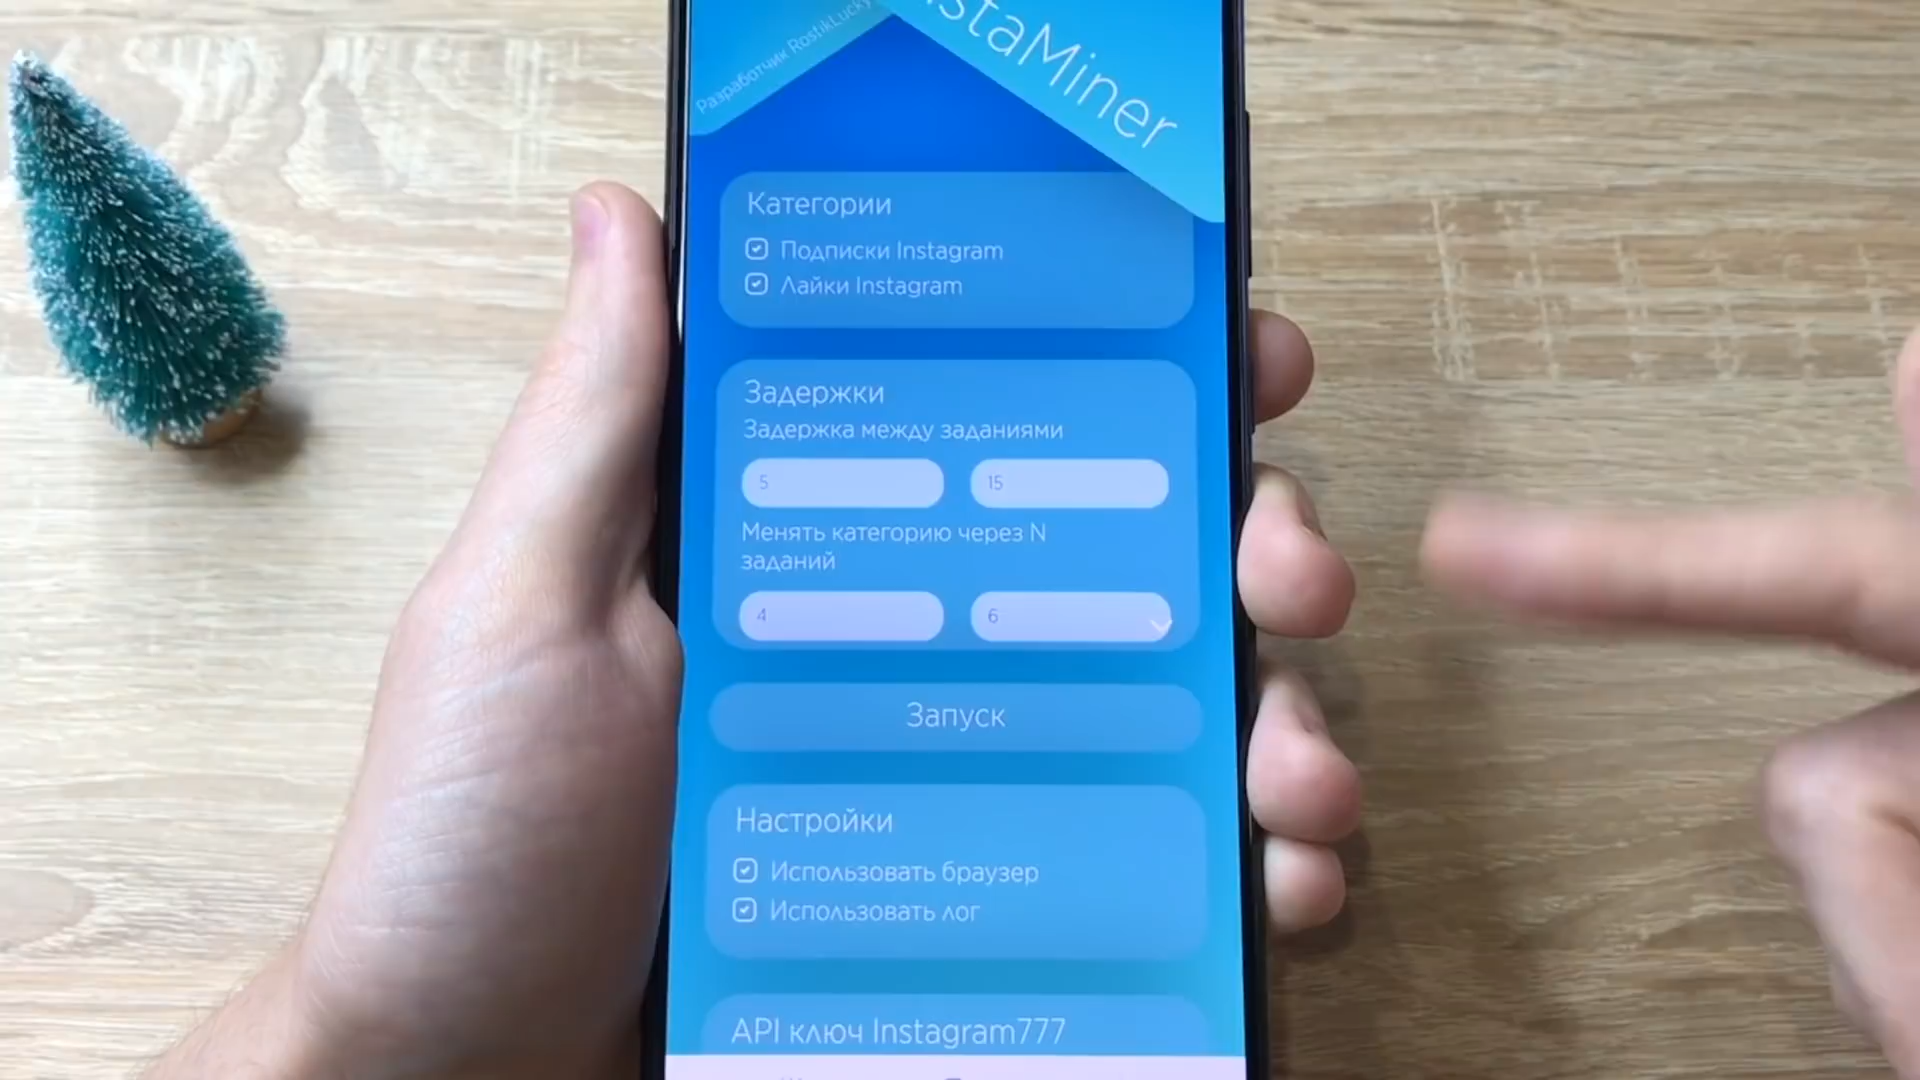 Разработчик RostikLucky
staMiner
Категории
Подписки Instagram
Лайки Instagram
Задержки
Задержка между заданиями
5
15
Менять категорию через N
заданий
4
6
Запуск
Настройки
Использовать браузер
Использовать лог
API ключ Instagram777